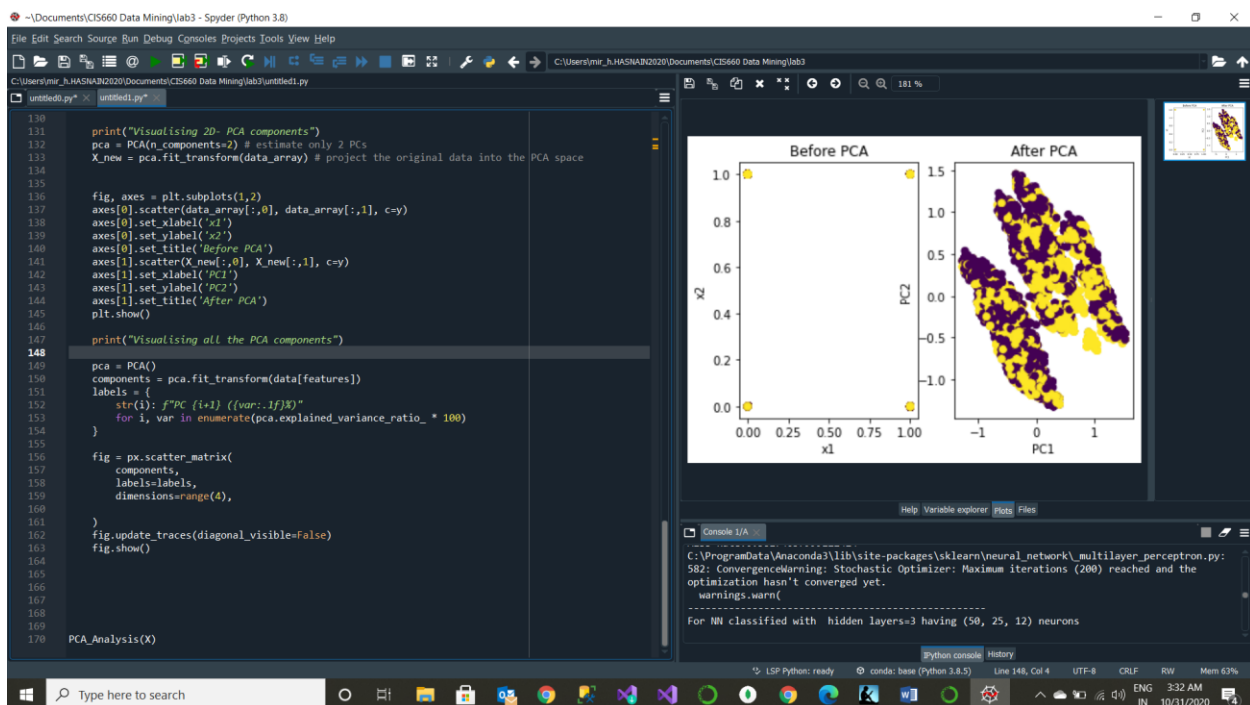 ~\Documents\CIS660 Data Mining\lab3 - Spyder (Python 3.8)
File Edit Search Source Run Debug Consoles Projects Tools View Help
C:\Users\mir_h.HASNAIN2020\Documents\CIS660 Data Mining\lab3
C:\Users\mir_h.HASNAIN2020\Documents\CIS660 Data Mining\lab3\untitled1.py
untitled0.py* untitled1.py*
130
131 print("Visualising 2D- PCA components")
132 pca = PCA(n_components=2) # estimate only 2 PCs
133 X_new = pca.fit_transform(data_array) # project the original data into the PCA space
134
135
136 fig, axes = plt.subplots(1,2)
137 axes[0].scatter(data_array[:,0], data_array[:,1], c=y)
138 axes[0].set_xlabel('x1')
139 axes[0].set_ylabel('x2')
140 axes[0].set_title('Before PCA')
141 axes[1].scatter(X_new[:,0], X_new[:,1], c=y)
142 axes[1].set_xlabel('PC1')
143 axes[1].set_ylabel('PC2')
144 axes[1].set_title('After PCA')
145 plt.show()
146
147 print("Visualising all the PCA components")
148
149 pca = PCA()
150 components = pca.fit_transform(data[features])
151 labels = {
152 str(i): f"PC {i+1} ({var:.1f}%)"
153 for i, var in enumerate(pca.explained_variance_ratio_ * 100)
154 }
155
156 fig = px.scatter_matrix(
157 components,
158 labels=labels,
159 dimensions=range(4),
160
161 )
162 fig.update_traces(diagonal_visible=False)
163 fig.show()
164
165
166
167
168
169
170 PCA_Analysis(X)
181 %
Before PCA
1.0
0.8
0.6
0.4
0.2
0.0
x2
0.00 0.25 0.50 0.75 1.00
x1
After PCA
1.5
1.0
0.5
0.0
−0.5
−1.0
PC2
−1 0 1
PC1
Help Variable explorer Plots Files
Console 1/A
C:\ProgramData\Anaconda3\lib\site-packages\sklearn\neural_network\_multilayer_perceptron.py:
582: ConvergenceWarning: Stochastic Optimizer: Maximum iterations (200) reached and the
optimization hasn't converged yet.
warnings.warn(
------------------------------------------------------
For NN classified with hidden layers=3 having (50, 25, 12) neurons
IPython console History
LSP Python: ready conda: base (Python 3.8.5) Line 148, Col 4 UTF-8 CRLF RW Mem 63%
Type here to search
ENG
IN
3:32 AM
10/31/2020
4